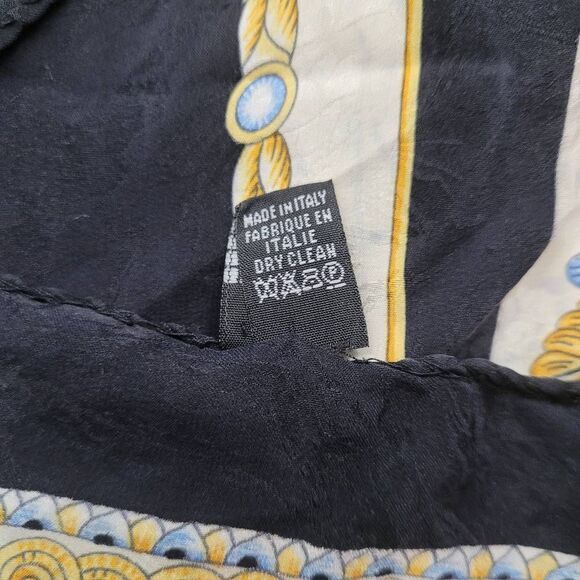 MADE IN ITALY
FABRIQUE EN
ITALIE
DRY CLEAN